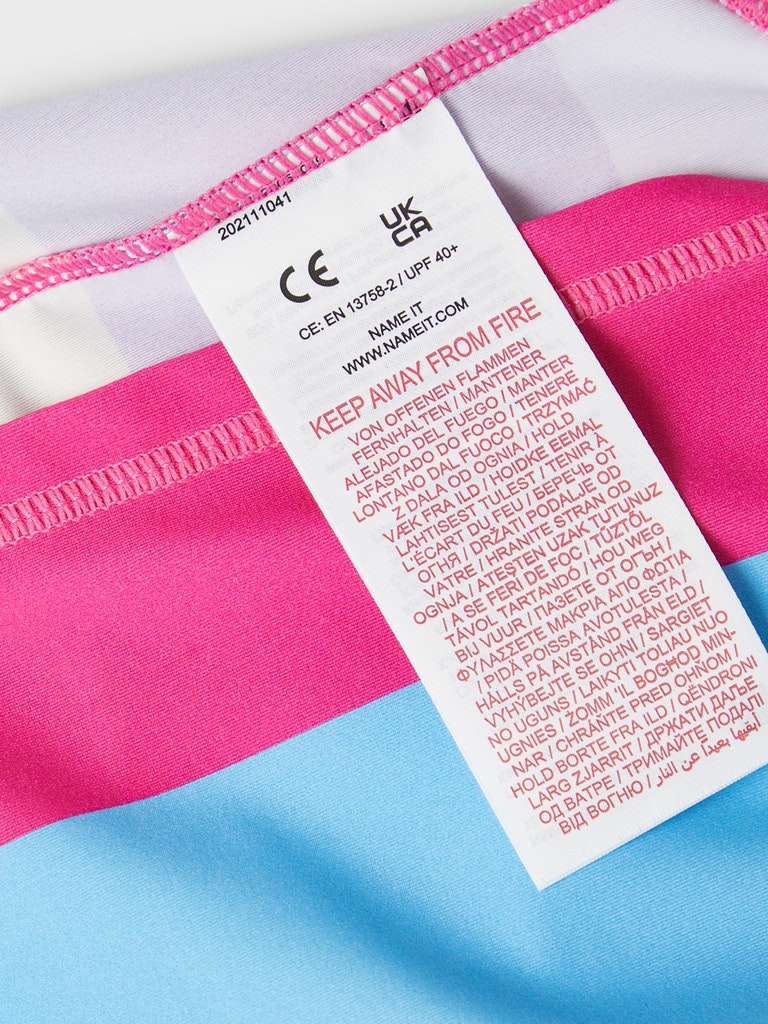 202111041
CE
UK
CA
CE: EN 13758-2 / UPF 40+
NAME IT
WWW.NAMEIT.COM
KEEP AWAY FROM FIRE
VON OFFENEN FLAMMEN
FERNHALTEN / MANTENER
ALEJADO DEL FUEGO / MANTER
AFASTADO DO FOGO / TENERE
LONTANO DAL FUOCO / TRZYMAĆ
Z DALA OD OGNIA / HOLD
VÆK FRA ILD / HOIDKE EEMAL
LAHTISEST TULEST / TENIR À
L'ÉCART DU FEU / БЕРЕЧЬ ОТ
ОГНЯ / DRŽATI PODALJE OD
VATRE / HRANITE STRAN OD
OGNJA / ATEŞTEN UZAK TUTUNUZ
/ A SE FERI DE FOC / TŰZTŐL
TÁVOL TARTANDÓ / HOU WEG
BIJ VUUR / ПАЗЕТЕ ОТ ОГЪН /
ΦΥΛΑΣΣΕΤΕ ΜΑΚΡΙΑ ΑΠΟ ΦΩΤΙΑ
/ PIDÄ POISSA AVOTULESTA /
HÅLLS PÅ AVSTÅND FRÅN ELD /
VYHÝBEJTE SE OHNI / SARGIET
NO UGUNS / LAIKYTI TOLIAU NUO
UGNIES / ŻOMM 'IL BOGĦOD MIN-
NAR / CHRÁNTE PRED OHŇOM /
HOLD BORTE FRA ILD / QËNDRONI
LARG ZJARRIT / ДРЖАТИ ДАЉЕ
ОД ВАТРЕ / ТРИМАЙТЕ ПОДАЛІ
ВІД ВОГНЮ / أبقيها بعيداً عن النار